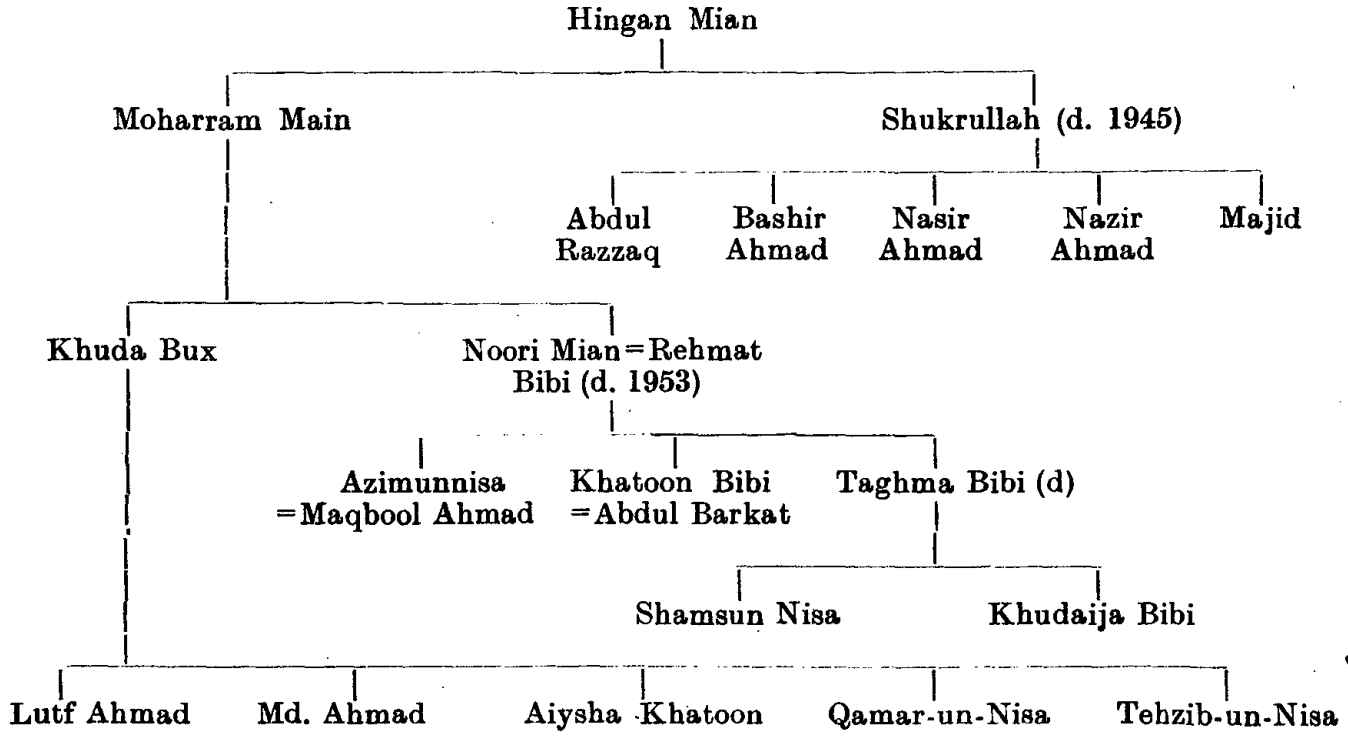 Hingan Mian
Moharram Main
Shukrullah (d. 1945)
Abdul Razzaq
Bashir Ahmad
Nasir Ahmad
Nazir Ahmad
Majid
Khuda Bux
Noori Mian=Rehmat
Bibi (d. 1953)
Azimunnisa
=Maqbool Ahmad
Khatoon Bibi
=Abdul Barkat
Taghma Bibi (d)
Shamsun Nisa
Khudaija Bibi
Lutf Ahmad
Md. Ahmad
Aiysha Khatoon
Qamar-un-Nisa
Tehzib-un-Nisa